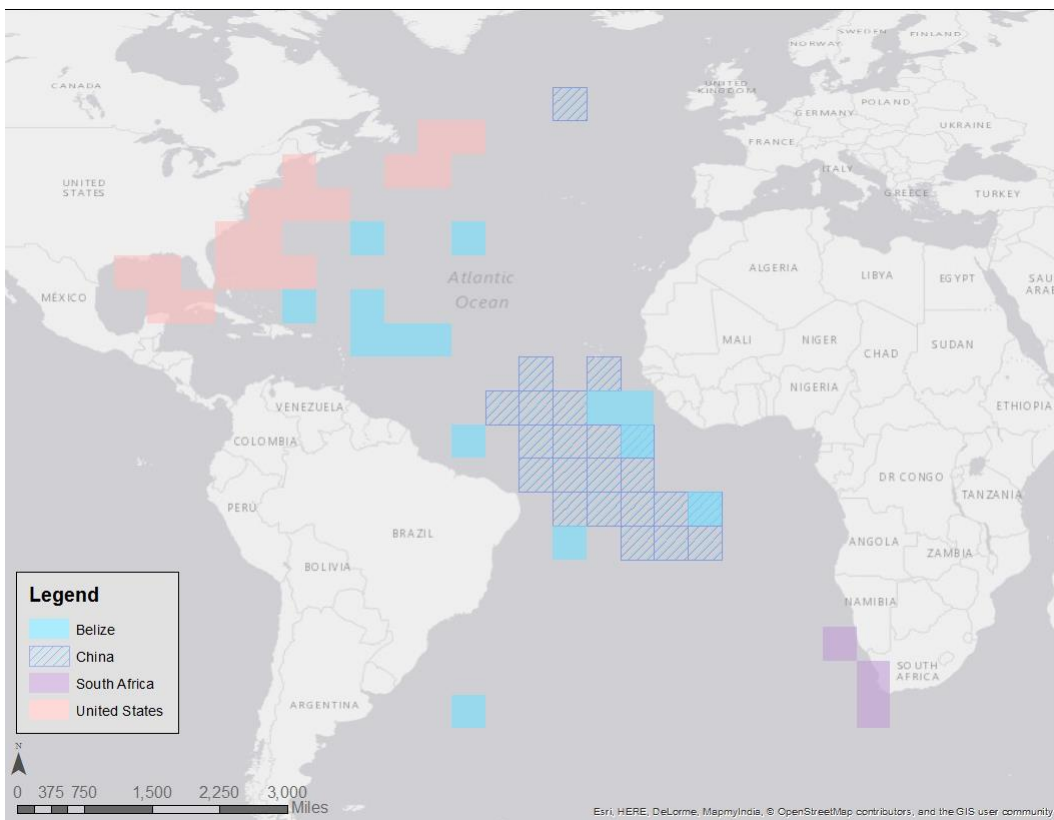 SWEDEN
FINLAND
NORWAY
CANADA
UNITED
KINGDOM
POLAND
GERMANY
UKRAINE
FRANCE
ITALY
UNITED
STATES
GREECE
TURKEY
Atlantic
Ocean
ALGERIA
LIBYA
EGYPT
SAU
ARAB
MÉXICO
MALI
NIGER
SUDAN
CHAD
NIGERIA
ETHIOPIA
VENEZUELA
COLOMBIA
DR CONGO
TANZANIA
PERÚ
BRAZIL
ANGOLA
ZAMBIA
BOLIVIA
NAMIBIA
SOUTH
AFRICA
ARGENTINA
Legend
Belize
China
South Africa
United States
N
0 375 750 1,500 2,250 3,000
Miles
Esri, HERE, DeLorme, MapmyIndia, © OpenStreetMap contributors, and the GIS user community